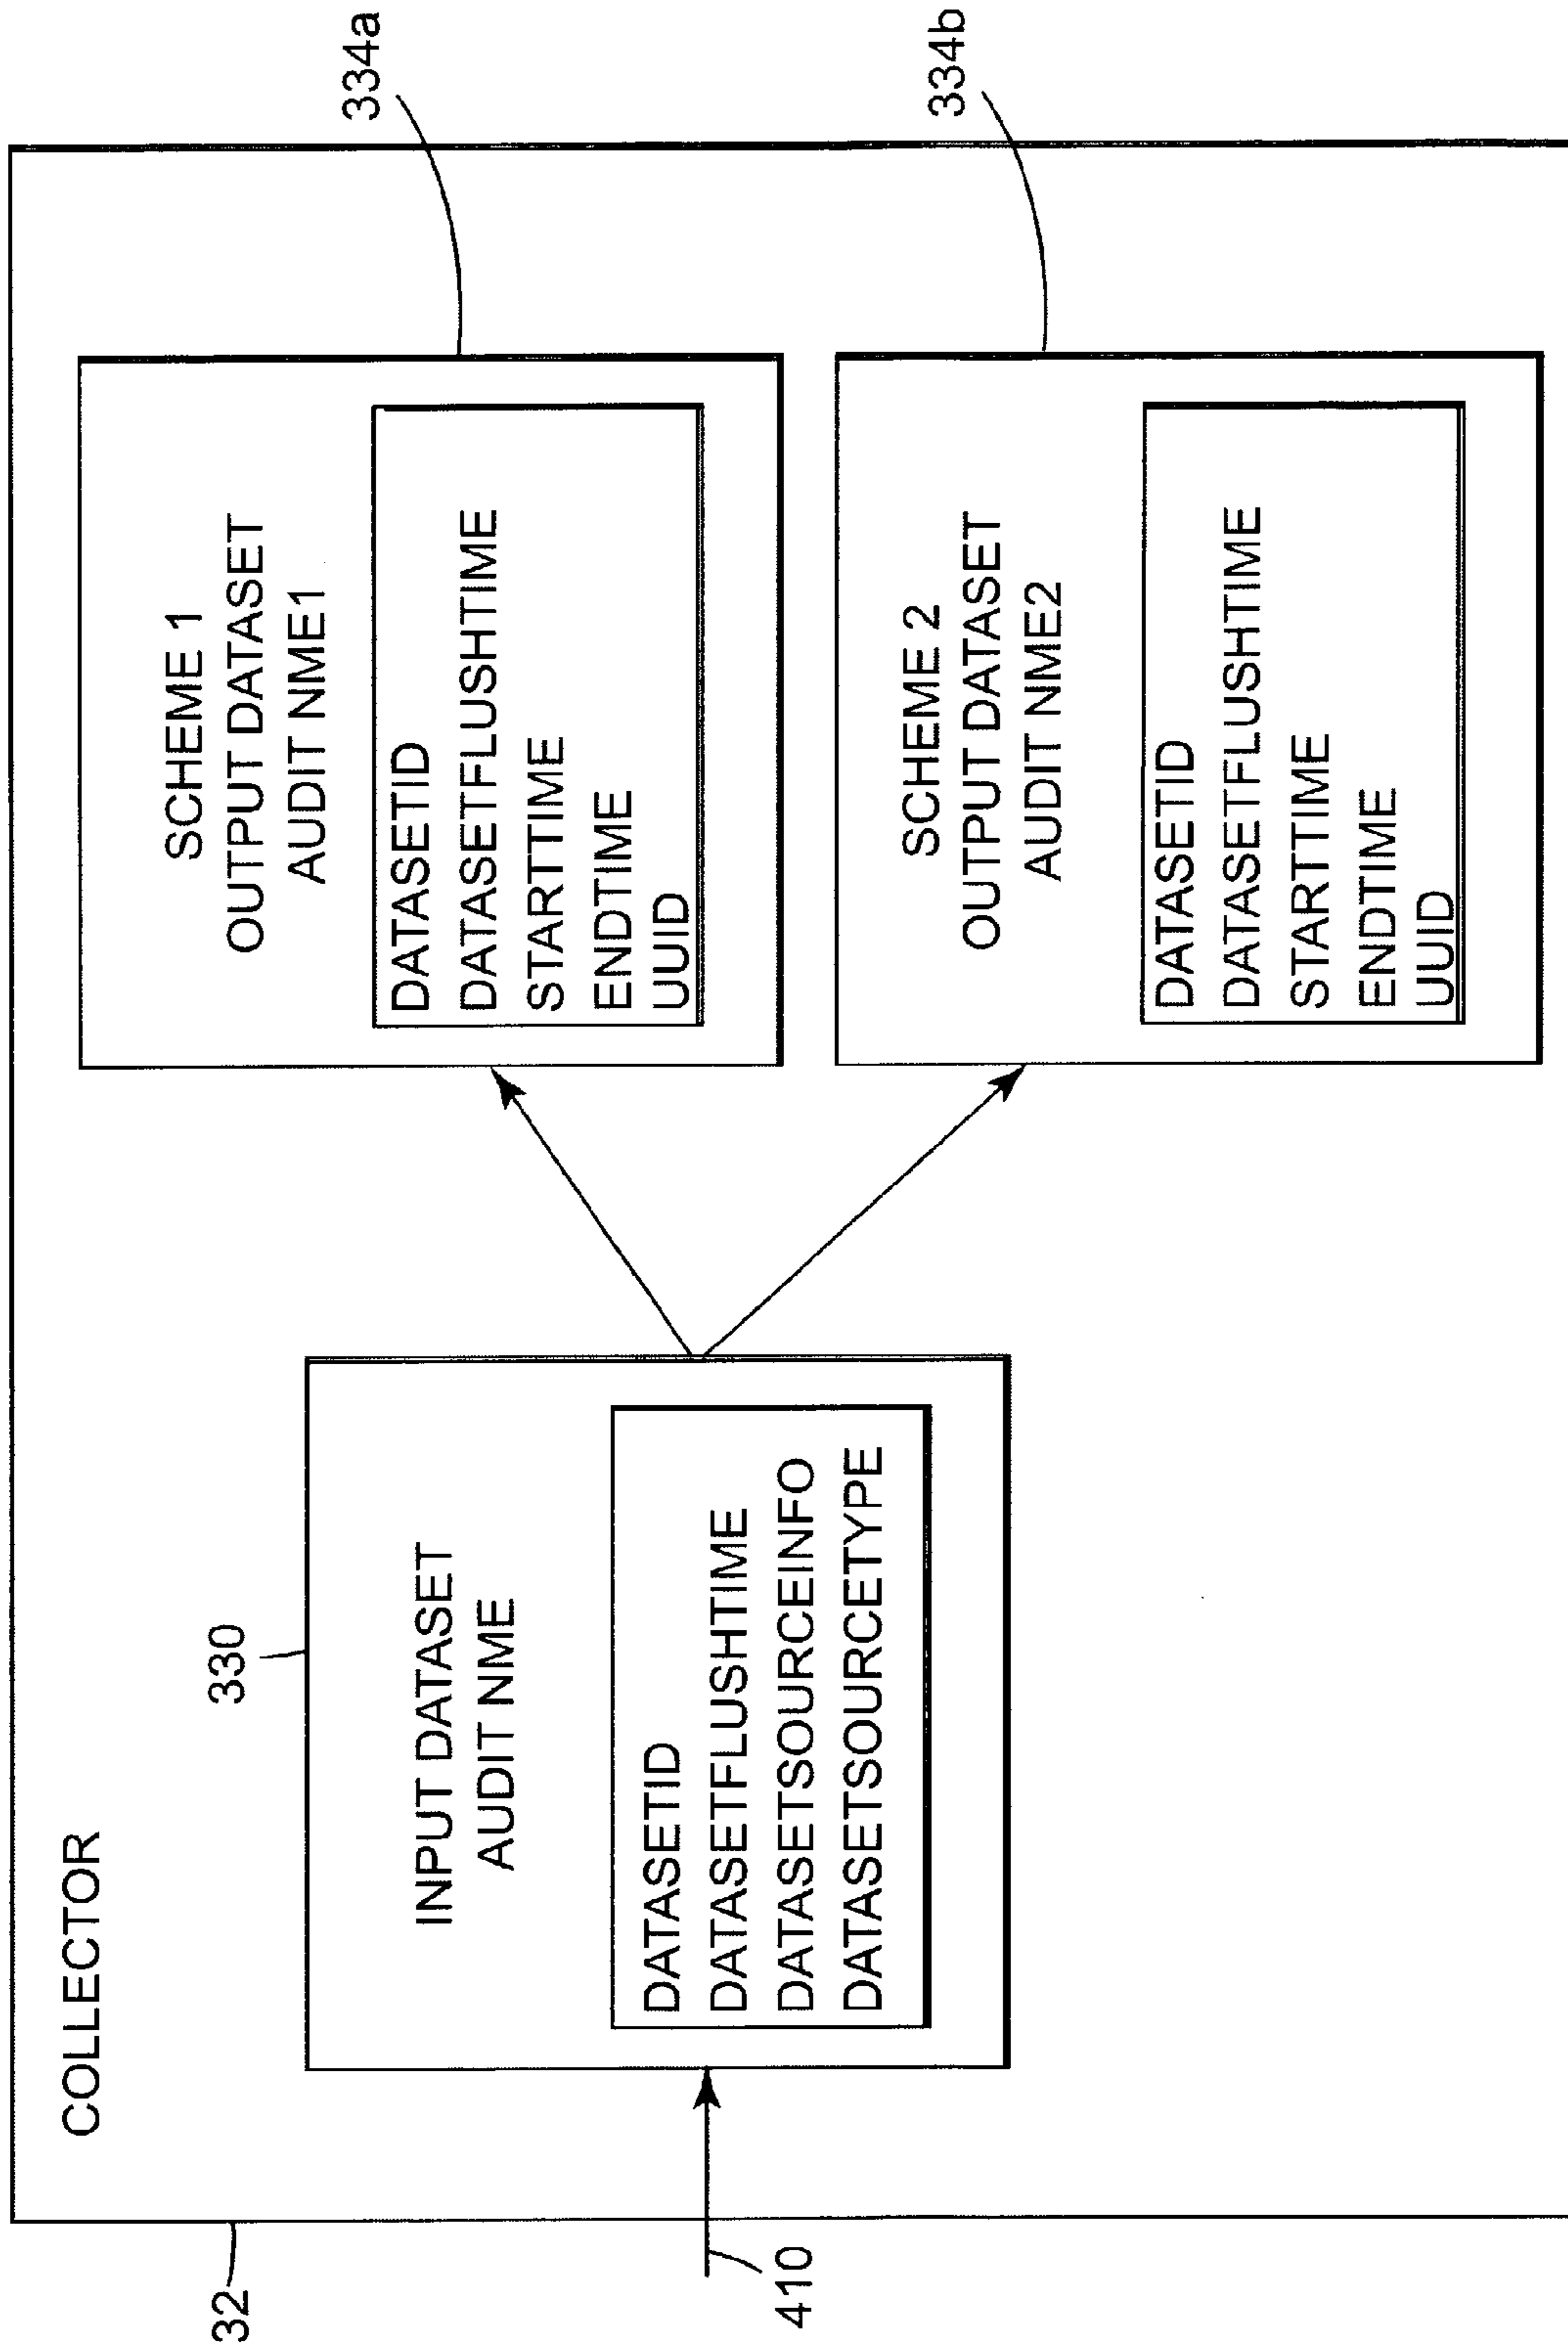 32
COLLECTOR
410
330
INPUT DATASET
AUDIT NME
DATASETID
DATASETFLUSHTIME
DATASETSOURCEINFO
DATASETSOURCETYPE
334a
SCHEME 1
OUTPUT DATASET
AUDIT NME1
DATASETID
DATASETFLUSHTIME
STARTTIME
ENDTIME
UUID
334b
SCHEME 2
OUTPUT DATASET
AUDIT NME2
DATASETID
DATASETFLUSHTIME
STARTTIME
ENDTIME
UUID